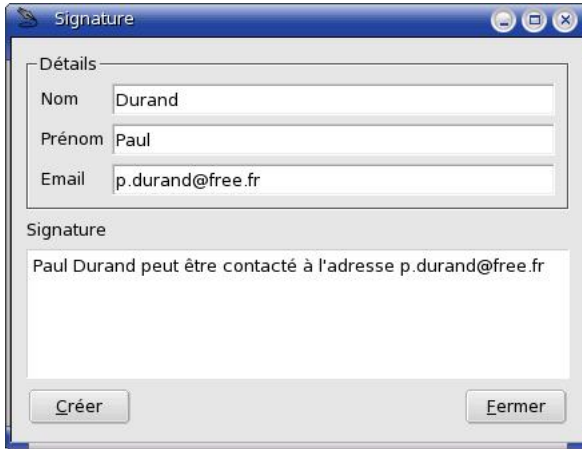 Signature
Détails
Nom Durand
Prénom Paul
Email p.durand@free.fr
Signature
Paul Durand peut être contacté à l'adresse p.durand@free.fr
Créer Fermer